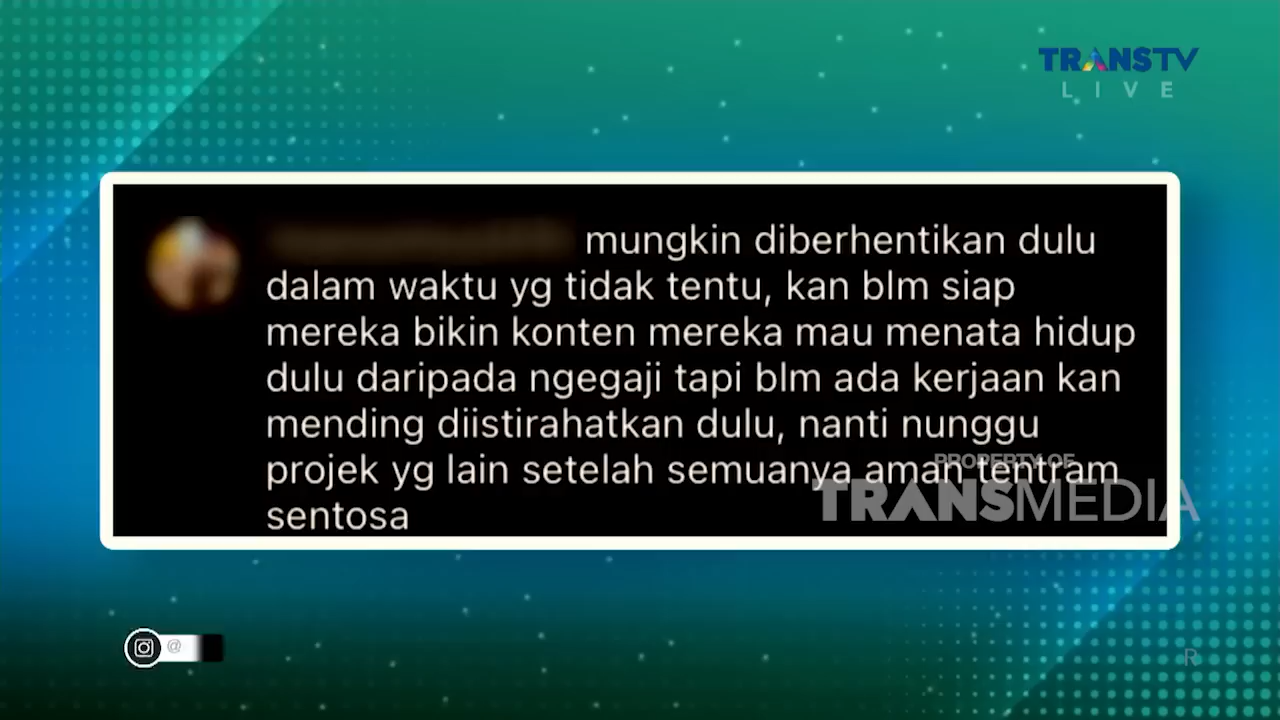 TRANSTV
LIVE
mungkin diberhentikan dulu
dalam waktu yg tidak tentu, kan blm siap
mereka bikin konten mereka mau menata hidup
dulu daripada ngegaji tapi blm ada kerjaan kan
mending diistirahatkan dulu, nanti nunggu
projek yg lain setelah semuanya aman tentram
sentosa
PROPERTY OF
TRANSMEDIA
@
R